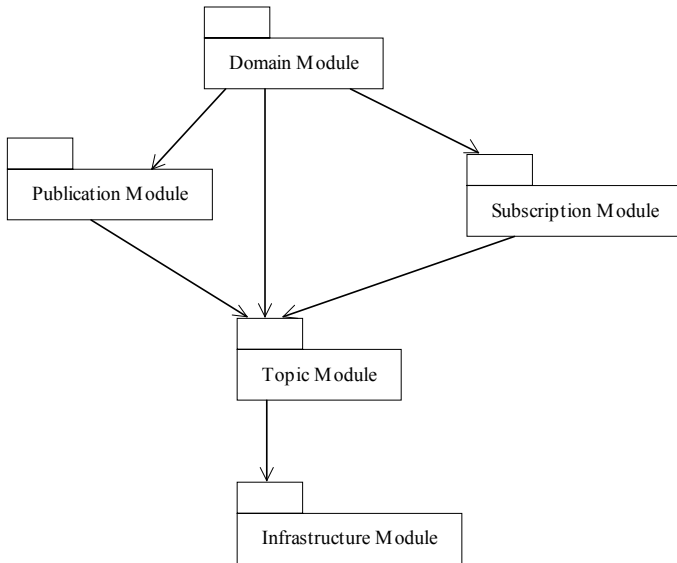 Domain Module
Publication Module
Subscription Module
Topic Module
Infrastructure Module